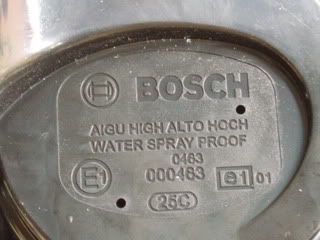 BOSCH
AIGU HIGH ALTO HOCH
WATER SPRAY PROOF
0463
000463
E1 e1 01
25C